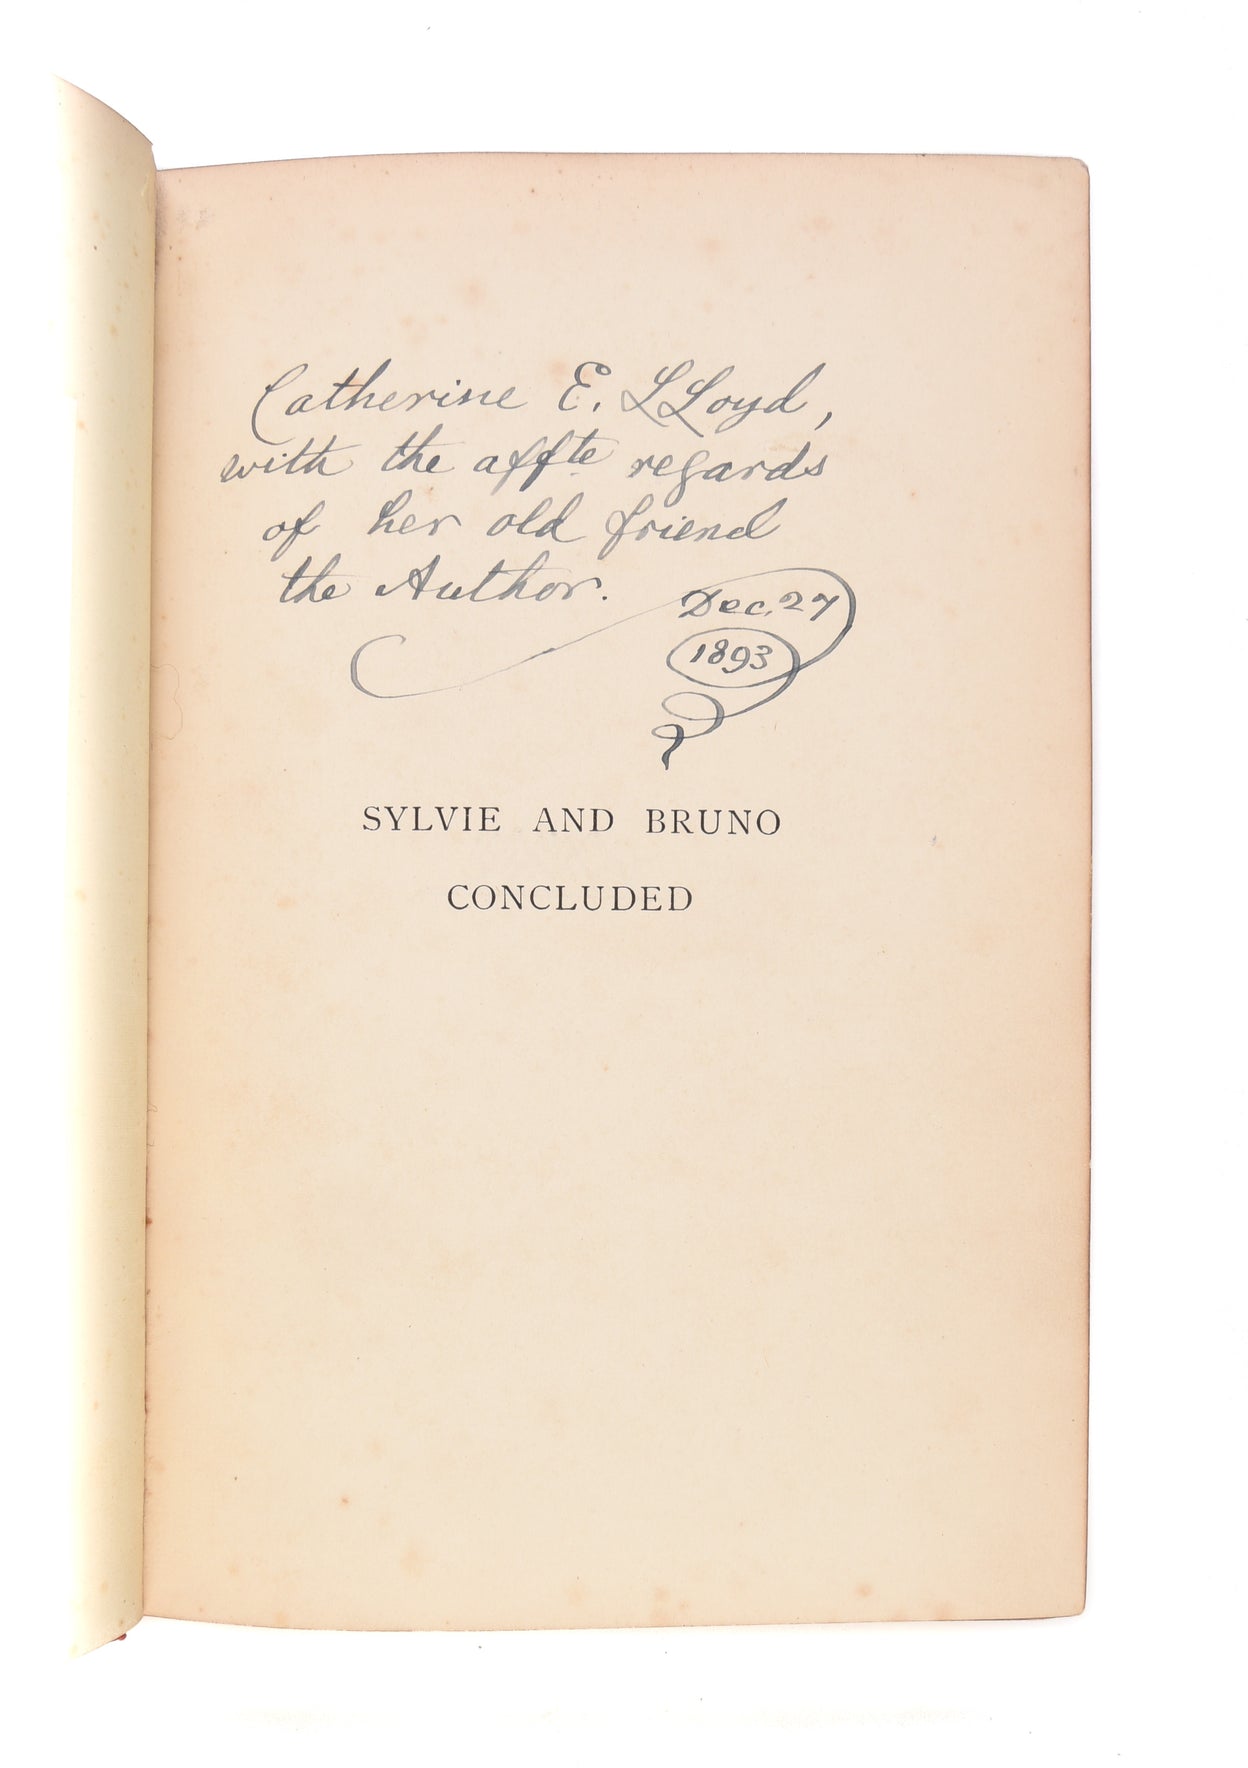 Catherine E. LLoyd,
with the affte regards
of her old friend
the Author.
Dec. 27
1893
SYLVIE AND BRUNO
CONCLUDED